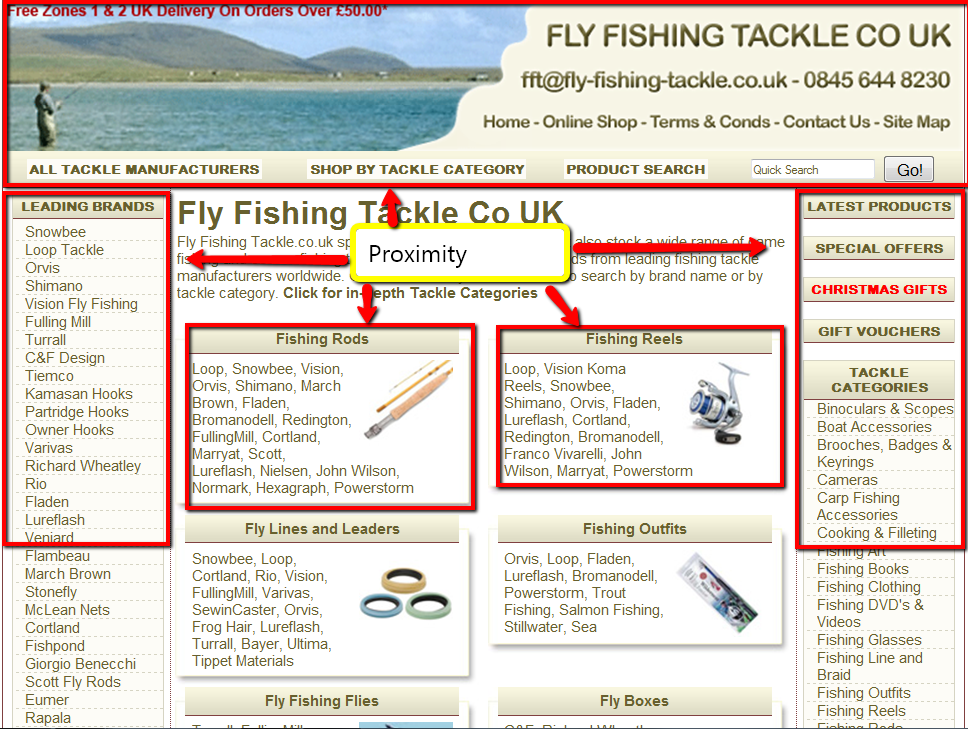 Free Zones 1 & 2 UK Delivery On Orders Over £50.00*
FLY FISHING TACKLE CO UK
fft@fly-fishing-tackle.co.uk - 0845 644 8230
Home - Online Shop - Terms & Conds - Contact Us - Site Map
ALL TACKLE MANUFACTURERS
SHOP BY TACKLE CATEGORY
PRODUCT SEARCH
Quick Search
Go!
LEADING BRANDS
Snowbee
Loop Tackle
Orvis
Shimano
Vision Fly Fishing
Fulling Mill
Turrall
C&F Design
Tiemco
Kamasan Hooks
Partridge Hooks
Owner Hooks
Varivas
Richard Wheatley
Rio
Fladen
Lureflash
Veniard
Flambeau
March Brown
Stonefly
McLean Nets
Cortland
Fishpond
Giorgio Benecchi
Scott Fly Rods
Eumer
Rapala
Fly Fishing Tackle Co UK
Fly Fishing Tackle.co.uk also stock a wide range of
from leading fishing tackle
manufacturers worldwide. to search by brand name or by
tackle category. Click for in-depth Tackle Categories
Proximity
Fishing Rods
Loop, Snowbee, Vision,
Orvis, Shimano, March
Brown, Fladen,
Bromanodell, Redington,
FullingMill, Cortland,
Marryat, Scott,
Lureflash, Nielsen, John Wilson,
Normark, Hexagraph, Powerstorm
Fishing Reels
Loop, Vision Koma
Reels, Snowbee,
Shimano, Orvis, Fladen,
Lureflash, Cortland,
Redington, Bromanodell,
Franco Vivarelli, John
Wilson, Marryat, Powerstorm
Fly Lines and Leaders
Snowbee, Loop,
Cortland, Rio, Vision,
FullingMill, Varivas,
SewinCaster, Orvis,
Frog Hair, Lureflash,
Turrall, Bayer, Ultima,
Tippet Materials
Fishing Outfits
Orvis, Loop, Fladen,
Lureflash, Bromanodell,
Powerstorm, Trout
Fishing, Salmon Fishing,
Stillwater, Sea
Fly Fishing Flies
Fly Boxes
LATEST PRODUCTS
SPECIAL OFFERS
CHRISTMAS GIFTS
GIFT VOUCHERS
TACKLE
CATEGORIES
Binoculars & Scopes
Boat Accessories
Brooches, Badges &
Keyrings
Cameras
Carp Fishing
Accessories
Cooking & Filleting
Fishing Art
Fishing Books
Fishing Clothing
Fishing DVD's &
Videos
Fishing Glasses
Fishing Line and
Braid
Fishing Outfits
Fishing Reels
Fishing Rods